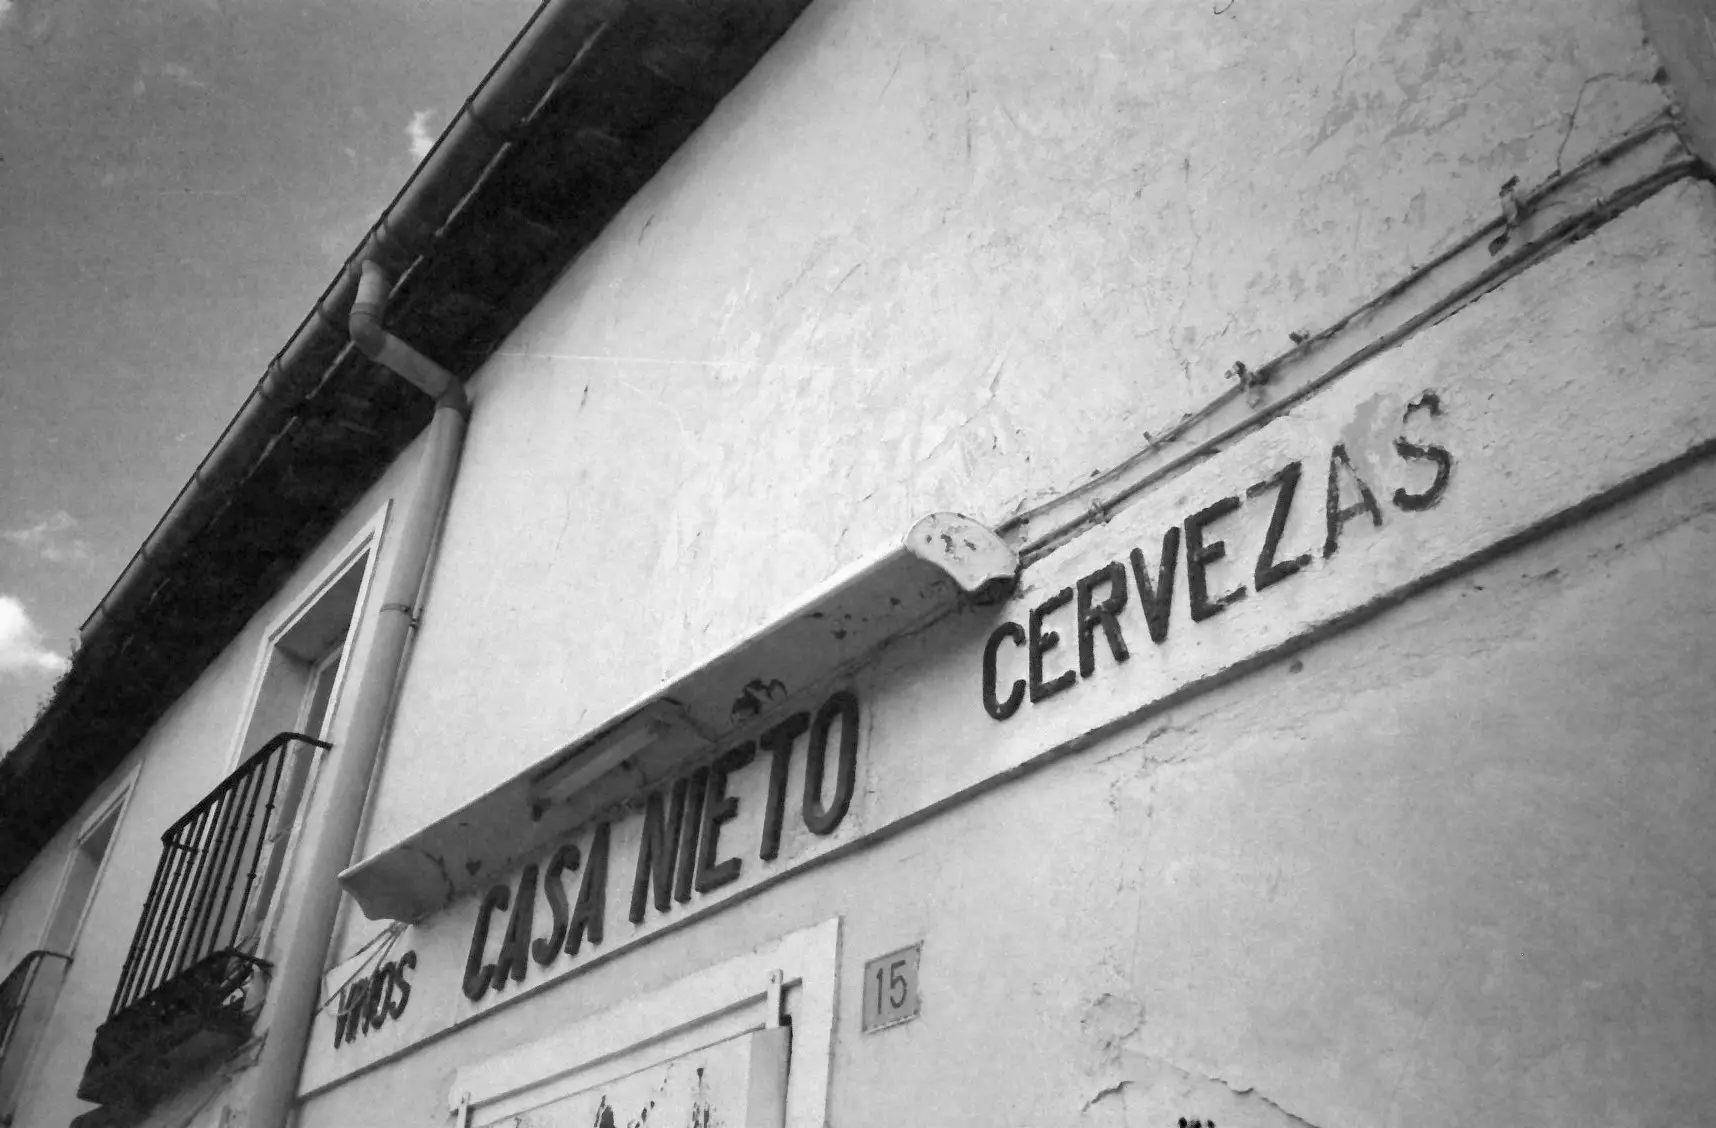 VINOS CASA NIETO CERVEZAS
15